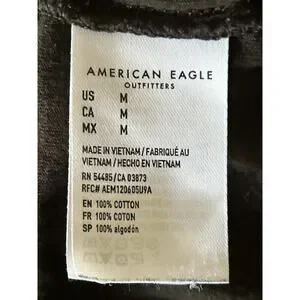 AMERICAN EAGLE
OUTFITTERS
US M
CA M
MX M
MADE IN VIETNAM / FABRIQUÉ AU
VIETNAM / HECHO EN VIETNAM
RN 54485/CA 03873
RFC# AEM120605U9A
EN 100% COTTON
FR 100% COTON
SP 100% algodón